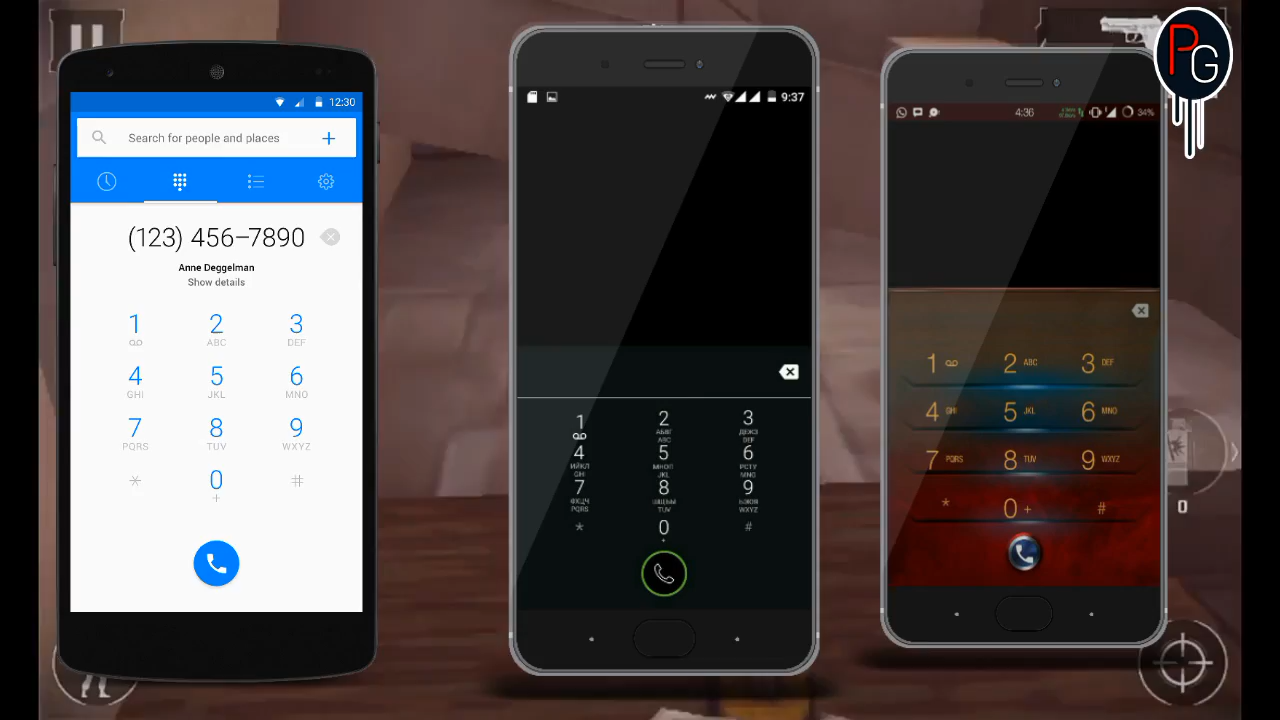 12:30
Search for people and places
(123) 456-7890
Anne Deggelman
Show details
1 2 3
ABC DEF
4 5 6
GHI JKL MNO
7 8 9
PQRS TUV WXYZ
* 0 #
+
9:37
1 2 3
АБВГ ДЕЖЗ
ABC DEF
4 5 6
ИЙКЛ МНОП РСТУ
GHI JKL MNO
7 8 9
ФХЦЧ ШЩЪЫ ЬЭЮЯ
PQRS TUV WXYZ
* 0 #
+
4:36
34%
1 2 ABC 3 DEF
4 GHI 5 JKL 6 MNO
7 PQRS 8 TUV 9 WXYZ
* 0 + #
PG
0